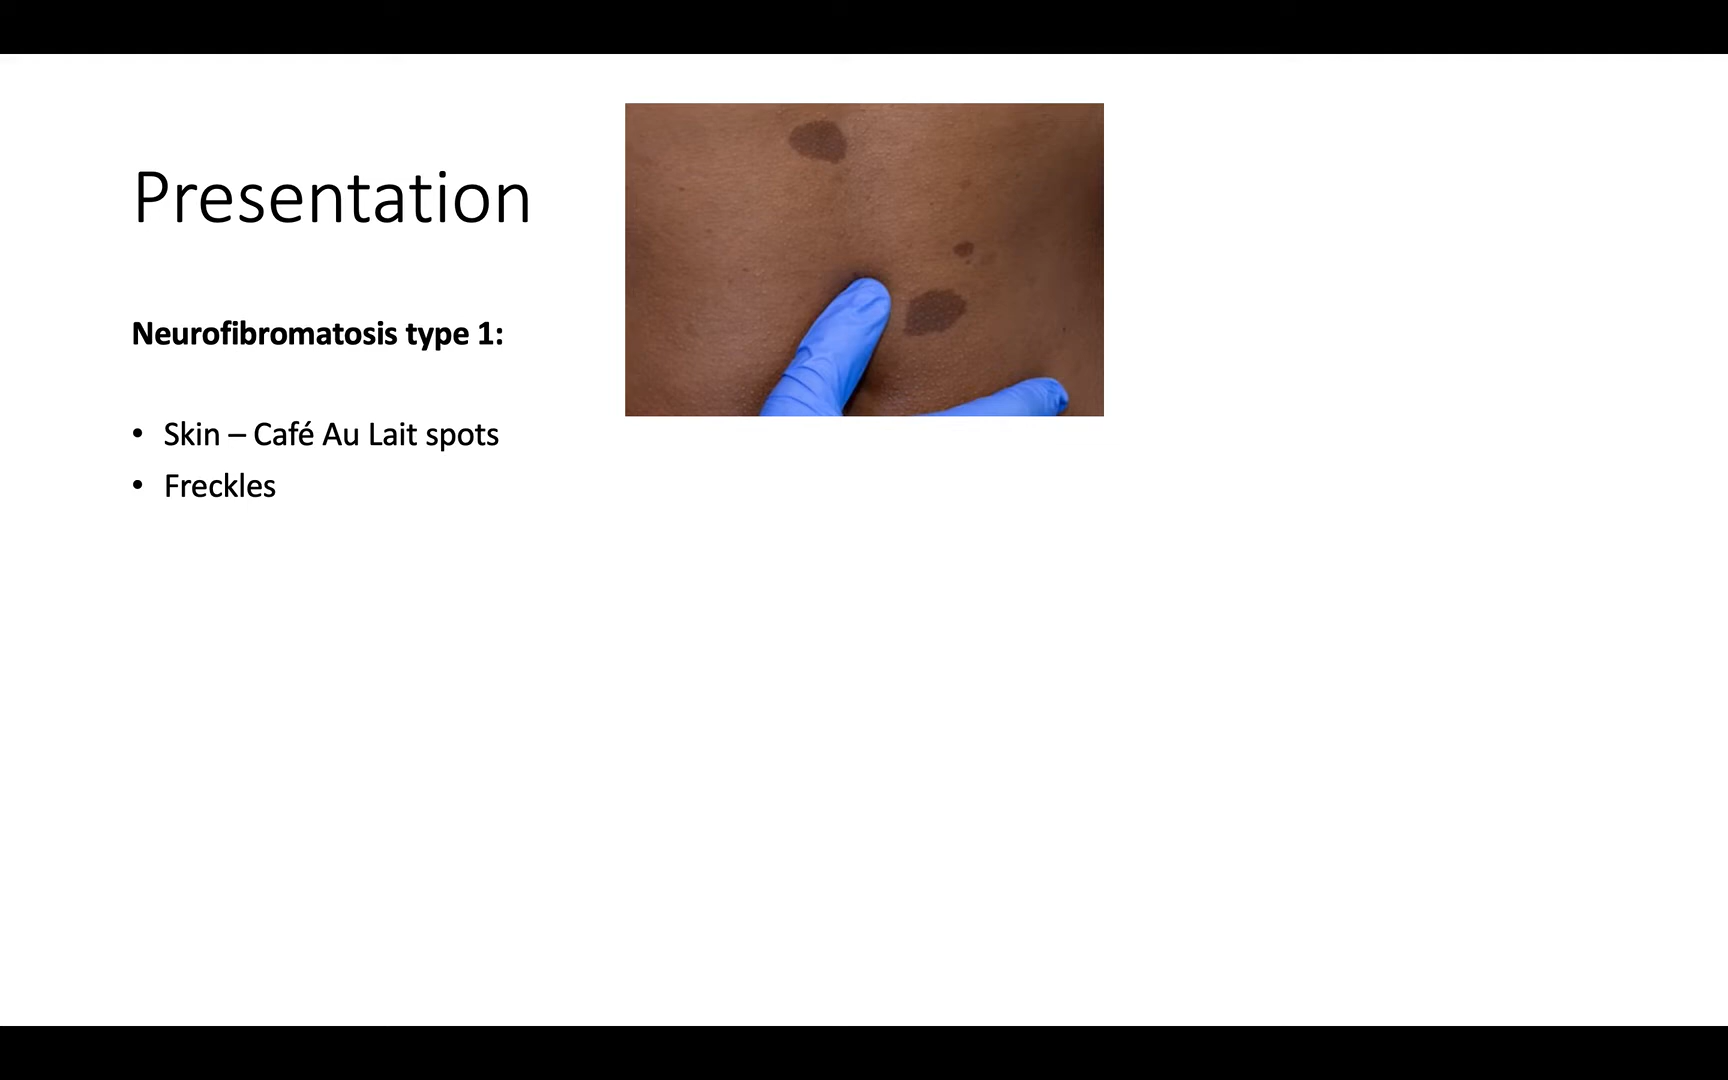 Presentation
Neurofibromatosis type 1:
• Skin – Café Au Lait spots
• Freckles